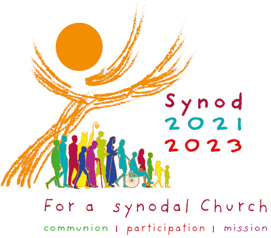 Synod
2021
2023
For a synodal Church
communion | participation | mission